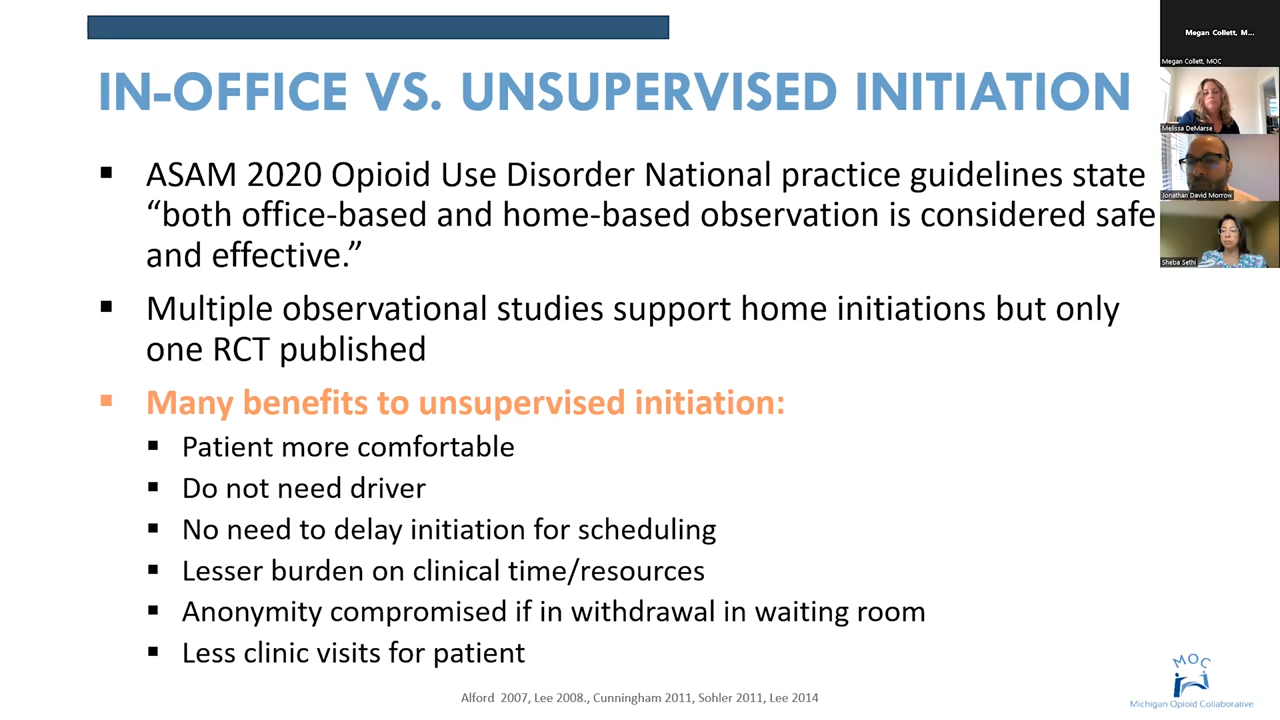 IN-OFFICE VS. UNSUPERVISED INITIATION
▪ ASAM 2020 Opioid Use Disorder National practice guidelines state
“both office-based and home-based observation is considered safe
and effective.”
▪ Multiple observational studies support home initiations but only
one RCT published
▪ Many benefits to unsupervised initiation:
▪ Patient more comfortable
▪ Do not need driver
▪ No need to delay initiation for scheduling
▪ Lesser burden on clinical time/resources
▪ Anonymity compromised if in withdrawal in waiting room
▪ Less clinic visits for patient
Alford 2007, Lee 2008., Cunningham 2011, Sohler 2011, Lee 2014
MOC
Michigan Opioid Collaborative
Megan Collett, M...
Megan Collett, MOC
Melissa DeMarse
Jonathan David Morrow
Sheba Sethi